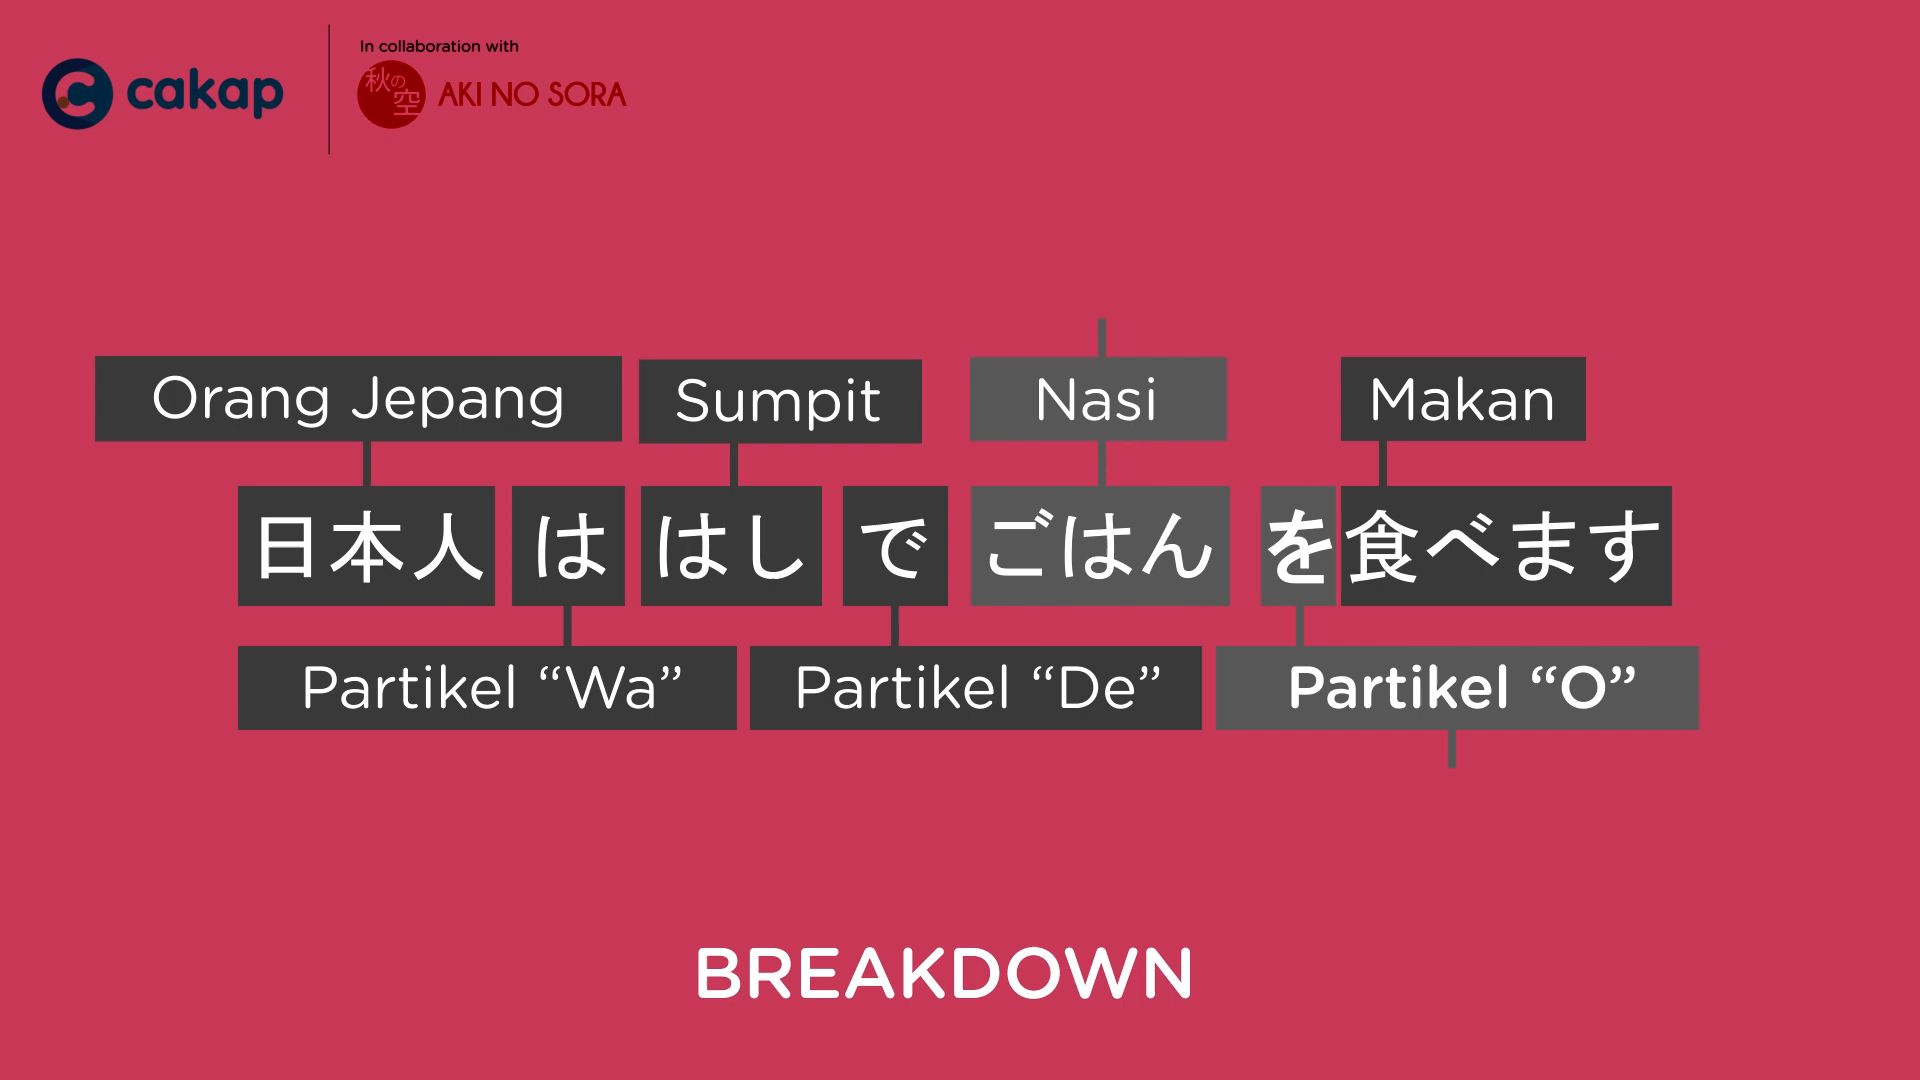 In collaboration with
cakap
秋の空
AKI NO SORA
Orang Jepang Sumpit Nasi Makan
日本人 は はし で ごはん を 食べます
Partikel “Wa” Partikel “De” Partikel “O”
BREAKDOWN